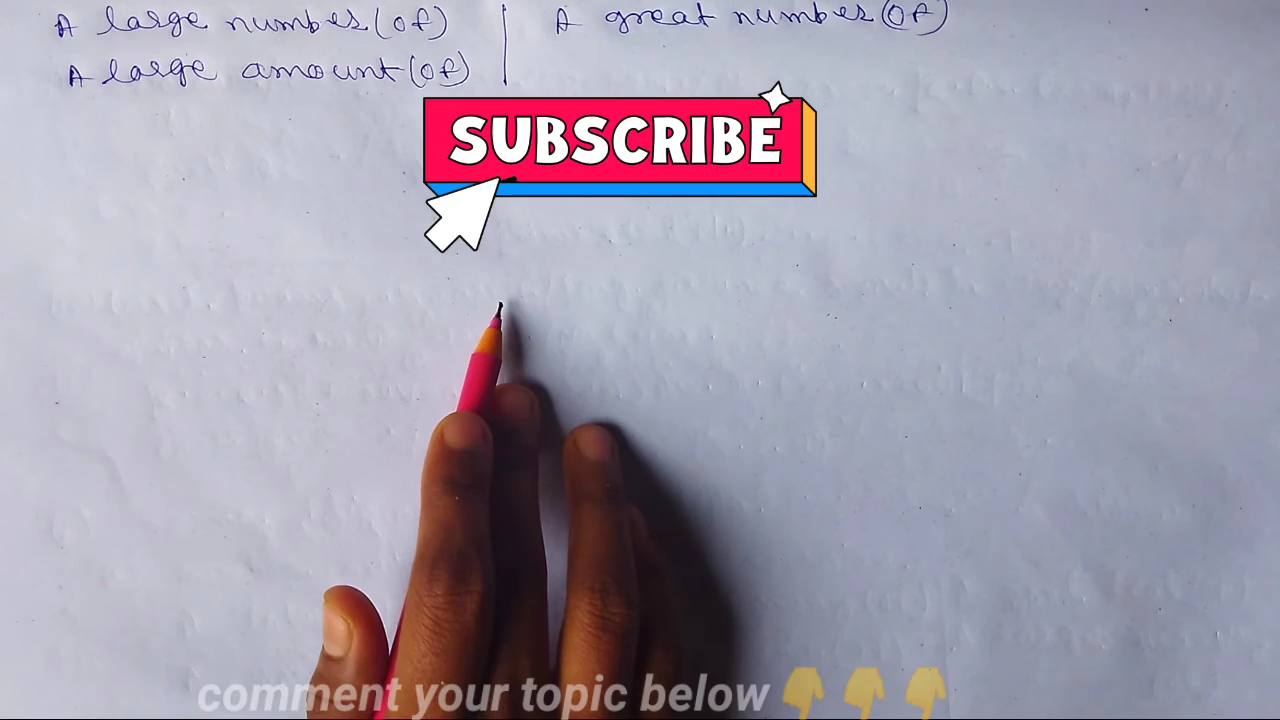 A large number (of) | A great number (of)
A large amount (of)
SUBSCRIBE
comment your topic below 👇 👇 👇